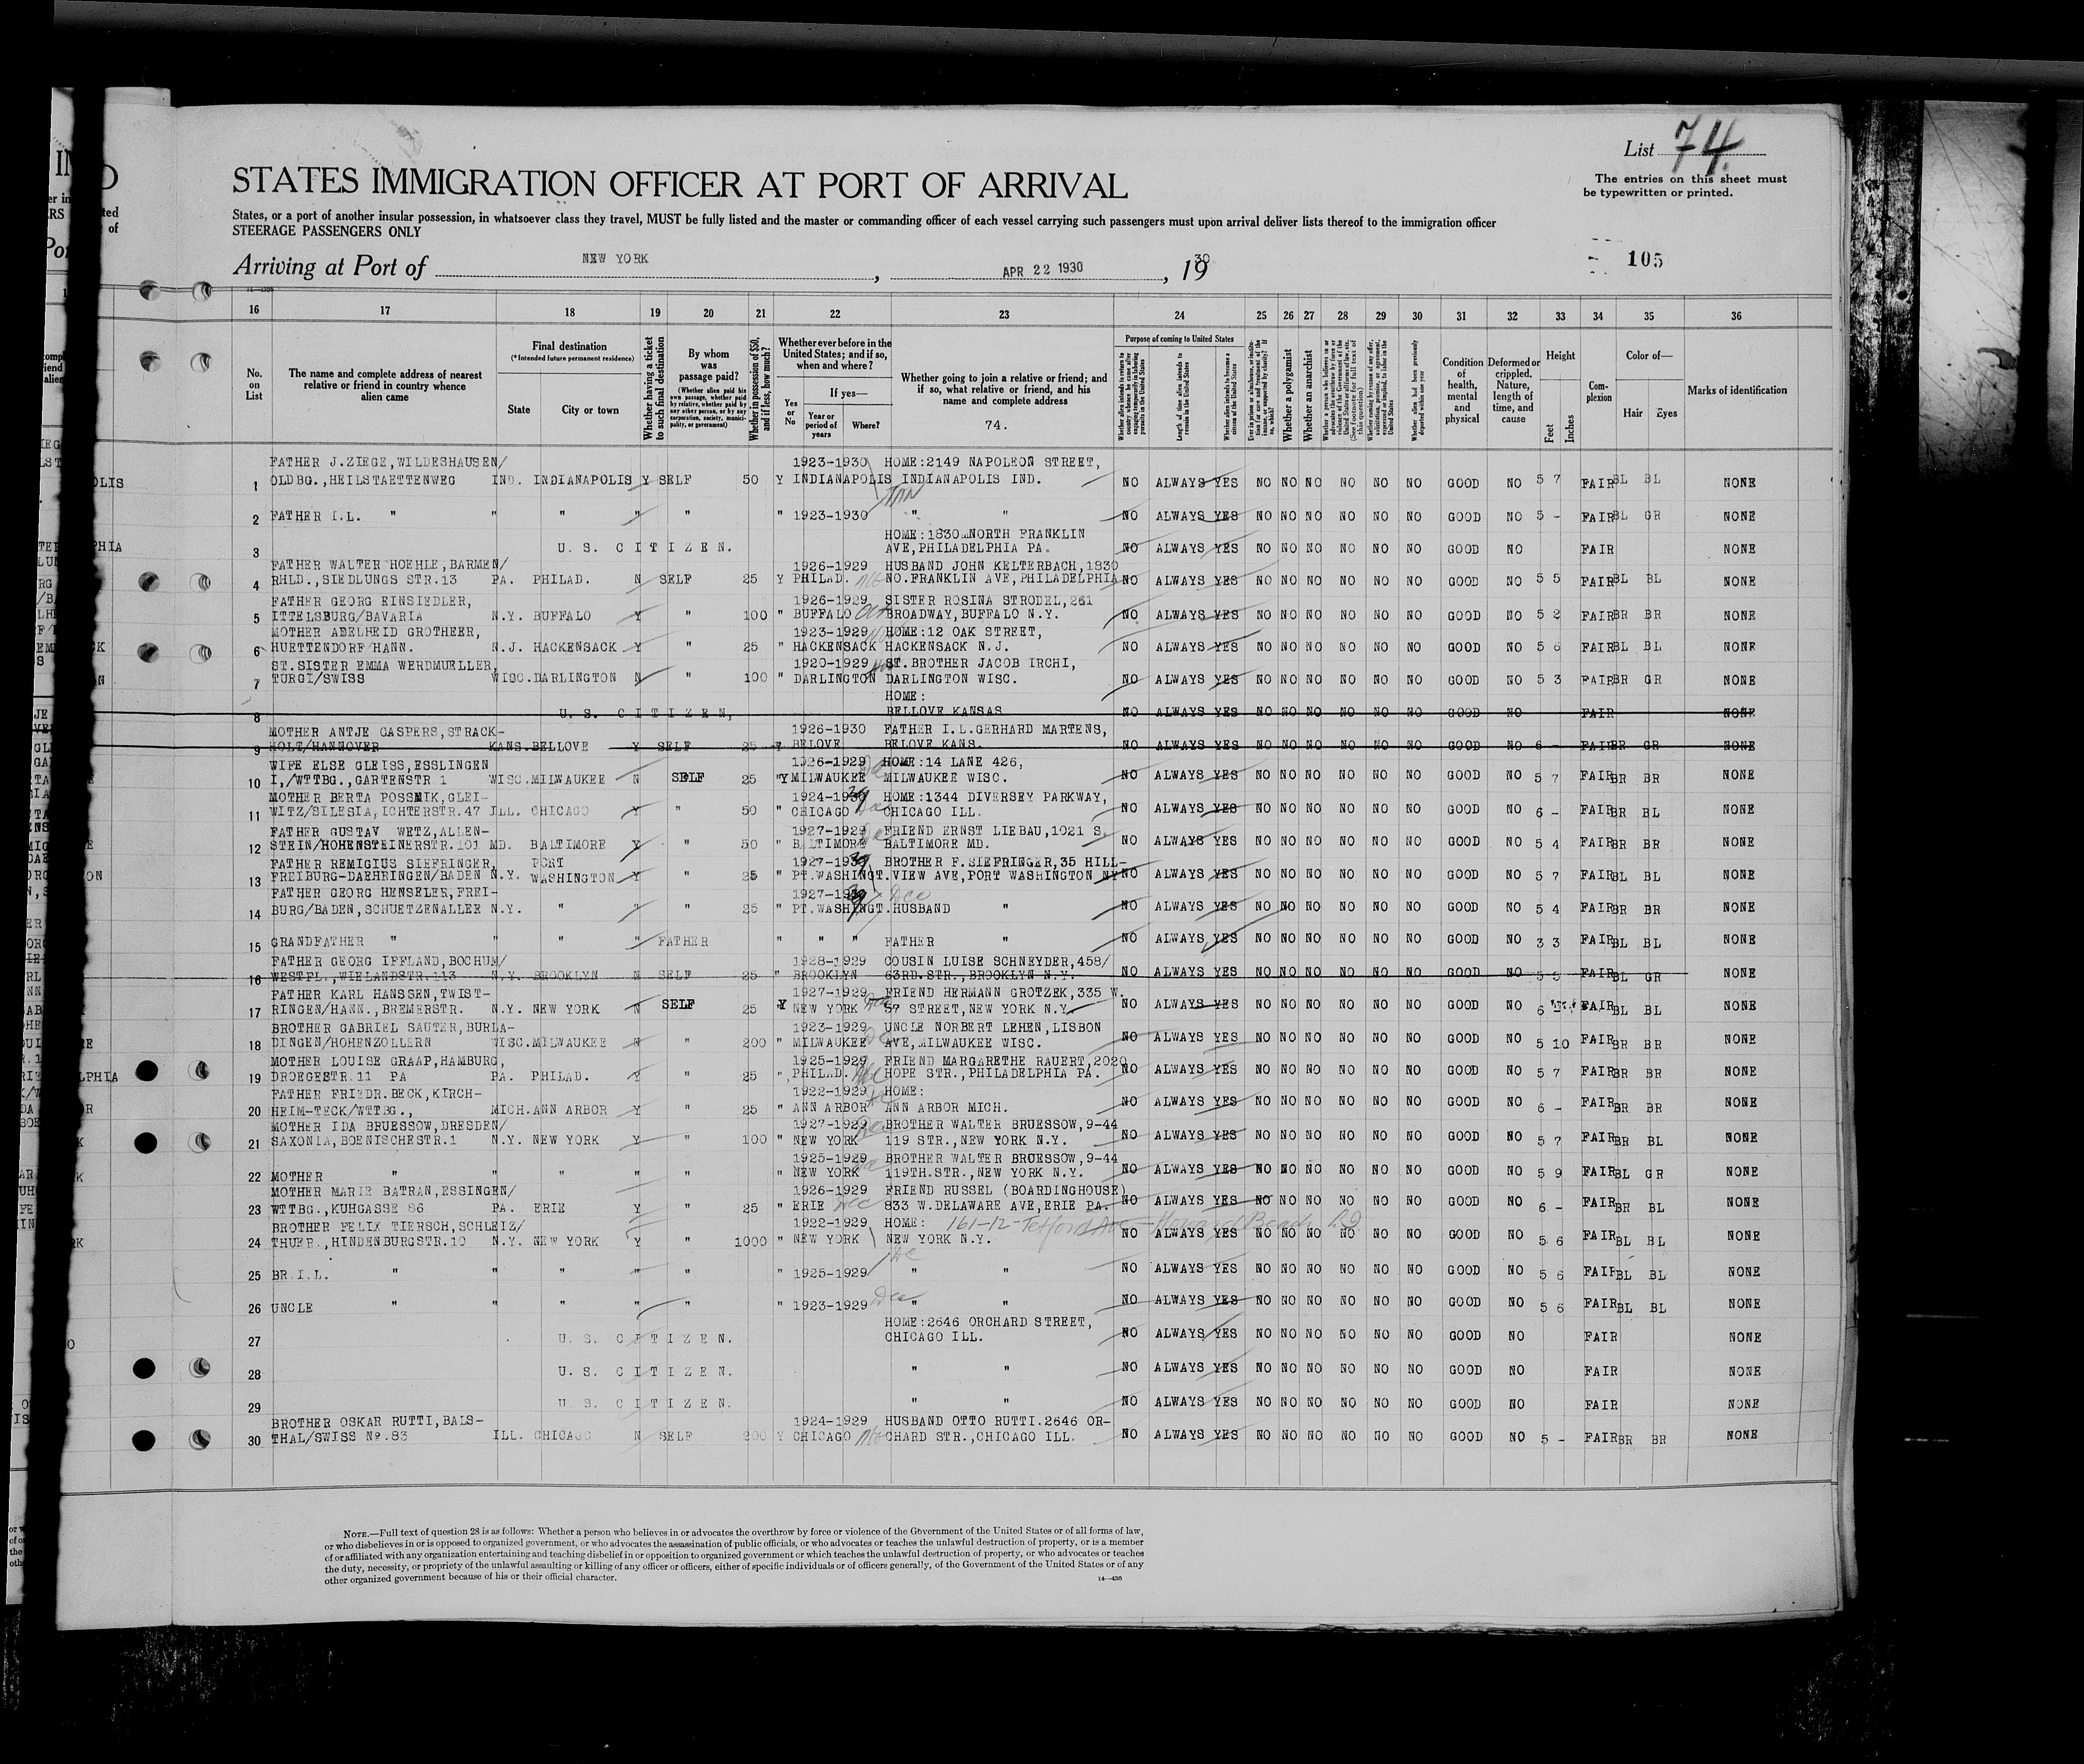 List 74
STATES IMMIGRATION OFFICER AT PORT OF ARRIVAL
The entries on this sheet must
be typewritten or printed.
States, or a port of another insular possession, in whatsoever class they travel, MUST be fully listed and the master or commanding officer of each vessel carrying such passengers must upon arrival deliver lists thereof to the immigration officer
STEERAGE PASSENGERS ONLY
Arriving at Port of NEW YORK, APR 22 1930, 1930
105
16 17 18 19 20 21 22 23 24 25 26 27 28 29 30 31 32 33 34 35 36
No. on List
The name and complete address of nearest relative or friend in country whence alien came
Final destination
(*Intended future permanent residence)
State City or town
Whether having a ticket to such final destination
By whom was passage paid?
(Whether alien paid his own passage, whether paid by relative, whether paid by any other person, or by any corporation, society, municipality, or government)
Whether in possession of $50, and if less, how much?
Whether ever before in the United States; and if so, when and where?
Yes or No
If yes—
Year or period of years
Where?
Whether going to join a relative or friend; and if so, what relative or friend, and his name and complete address
74.
Purpose of coming to United States
Whether a polygamist
Whether an anarchist
Condition of health, mental and physical
Deformed or crippled. Nature, length of time, and cause
Height
Feet Inches
Complexion
Color of—
Hair Eyes
Marks of identification
FATHER J.ZIEGE,WILDESHAUSEN/ 1923-1930 HOME:2149 NAPOLEON STREET,
1 OLDBG.,HEILSTAETTENWEG IND. INDIANAPOLIS Y SELF 50 Y INDIANAPOLIS INDIANAPOLIS IND. NO ALWAYS YES NO NO NO NO NO NO GOOD NO 5 7 FAIR BL BL NONE
2 FATHER I.L. " " " " " " 1923-1930 " " NO ALWAYS YES NO NO NO NO NO NO GOOD NO 5 - FAIR BL GR NONE
HOME:1830 NORTH FRANKLIN
3 U. S. C I T I Z E N. AVE,PHILADELPHIA PA. NO ALWAYS YES NO NO NO NO NO NO GOOD NO FAIR NONE
FATHER WALTER HOEHLE,BARMEN/ 1926-1929 HUSBAND JOHN KELTERBACH,1830
4 RHLD.,SIEDLUNGS STR.13 PA. PHILAD. N SELF 25 Y PHILAD. NO.FRANKLIN AVE,PHILADELPHIA NO ALWAYS YES NO NO NO NO NO NO GOOD NO 5 5 FAIR BL BL NONE
FATHER GEORG EINSIEDLER, 1926-1929 SISTER ROSINA STRODEL,261
5 ITTELSBURG/BAVARIA N.Y. BUFFALO Y " 100 " BUFFALO BROADWAY,BUFFALO N.Y. NO ALWAYS YES NO NO NO NO NO NO GOOD NO 5 2 FAIR BR BR NONE
MOTHER ADELHEID GROTHEER, 1923-1929 HOME:12 OAK STREET,
6 HUETTENDORF/HANN. N.J. HACKENSACK Y " 25 " HACKENSACK HACKENSACK N.J. NO ALWAYS YES NO NO NO NO NO NO GOOD NO 5 6 FAIR BL BL NONE
ST.SISTER EMMA WERDMUELLER, 1920-1929 ST.BROTHER JACOB IRCHI,
7 TURGI/SWISS WISC.DARLINGTON N " 100 " DARLINGTON DARLINGTON WISC. NO ALWAYS YES NO NO NO NO NO NO GOOD NO 5 3 FAIR BR GR NONE
HOME:
8 U. S. C I T I Z E N, BELLOVE KANSAS NO ALWAYS YES NO NO NO NO NO NO GOOD NO FAIR NONE
MOTHER ANTJE CASPERS,STRACK- 1926-1930 FATHER I.L.GERHARD MARTENS,
9 HOLT/HANNOVER KANS.BELLOVE Y SELF 25 Y BELOVE BELOVE KANS. NO ALWAYS YES NO NO NO NO NO NO GOOD NO 6 - FAIR BR GR NONE
WIFE ELSE GLEISS,ESSLINGEN 1926-1929 HOME:14 LANE 426,
10 I,/WTTBG.,GARTENSTR 1 WISC.MILWAUKEE N SELF 25 "Y MILWAUKEE MILWAUKEE WISC. NO ALWAYS YES NO NO NO NO NO NO GOOD NO 5 7 FAIR BR BR NONE
MOTHER BERTA POSSNIK,GLEI- 1924-1929 HOME:1344 DIVERSEY PARKWAY,
11 WITZ/SILESIA,ICHTERSTR.47 ILL. CHICAGO Y " 50 " CHICAGO CHICAGO ILL. NO ALWAYS YES NO NO NO NO NO NO GOOD NO 6 - FAIR BR BL NONE
FATHER GUSTAV WETZ,ALLEN- 1927-1929 FRIEND ERNST LIEBAU,1021 S.
12 STEIN/HOHENSTEINERSTR.101 MD. BALTIMORE Y " 50 " BALTIMORE BALTIMORE MD. NO ALWAYS YES NO NO NO NO NO NO GOOD NO 5 4 FAIR BR BR NONE
FATHER REMIGIUS SIEFRINGER, PORT 1927-1929 BROTHER F.SIEFRINGER,35 HILL-
13 FREIBURG-DAEHRINGEN/BADEN N.Y. WASHINGTON Y " 25 " PT.WASHINGT. VIEW AVE,PORT WASHINGTON NY NO ALWAYS YES NO NO NO NO NO NO GOOD NO 5 7 FAIR BL BL NONE
FATHER GEORG HENSELER,FREI- 1927-1929
14 BURG/BADEN,SCHUETZENALLEE N.Y. " " " 25 " PT.WASHINGT. HUSBAND " NO ALWAYS YES NO NO NO NO NO NO GOOD NO 5 4 FAIR BR BR NONE
15 GRANDFATHER " " " " FATHER " " " FATHER " NO ALWAYS YES NO NO NO NO NO NO GOOD NO 3 3 FAIR BL BL NONE
FATHER GEORG IFFLAND,BOCHUM/ 1928-1929 COUSIN LUISE SCHNEYDER,458/
16 WESTFL.,WIELANDSTR.113 N.Y. BROOKLYN N SELF 25 " BROOKLYN 63RD.STR.,BROOKLYN N.Y. NO ALWAYS YES NO NO NO NO NO NO GOOD NO 5 5 FAIR BL GR NONE
FATHER KARL HANSSEN,TWIST- 1927-1929 FRIEND HERMANN GROTZEK,335 W.
17 RINGEN/HANN.,BREMERSTR. N.Y. NEW YORK N SELF 25 Y NEW YORK 57 STREET,NEW YORK N.Y. NO ALWAYS YES NO NO NO NO NO NO GOOD NO 6 FAIR BL BL NONE
BROTHER GABRIEL SAUTER,BURLA- 1923-1929 UNCLE NORBERT LEHEN,LISBON
18 DINGEN/HOHENZOLLERN WISC.MILWAUKEE N " 200 " MILWAUKEE AVE,MILWAUKEE WISC. NO ALWAYS YES NO NO NO NO NO NO GOOD NO 5 10 FAIR BR BR NONE
MOTHER LOUISE GRAAP,HAMBURG, 1925-1929 FRIEND MARGARETHE RAUERT,2020
19 DROEGESTR.11 PA PA. PHILAD. Y " 25 " PHILAD. HOPE STR.,PHILADELPHIA PA. NO ALWAYS YES NO NO NO NO NO NO GOOD NO 5 7 FAIR BR BR NONE
FATHER FRIEDR.BECK,KIRCH- 1922-1929 HOME:
20 HEIM-TECK/WTTBG., MICH.ANN ARBOR Y " 25 " ANN ARBOR ANN ARBOR MICH. NO ALWAYS YES NO NO NO NO NO NO GOOD NO 6 - FAIR BR BR NONE
MOTHER IDA BRUESSOW,DRESDEN/ 1927-1929 BROTHER WALTER BRUESSOW,9-44
21 SAXONIA,BOENISCHESTR.1 N.Y. NEW YORK Y " 100 " NEW YORK 119 STR.,NEW YORK N.Y. NO ALWAYS YES NO NO NO NO NO NO GOOD NO 5 7 FAIR BR BL NONE
1925-1929 BROTHER WALTER BRUESSOW,9-44
22 MOTHER " " " " " " NEW YORK 119TH.STR.,NEW YORK N.Y. NO ALWAYS YES NO NO NO NO NO NO GOOD NO 5 9 FAIR BL GR NONE
MOTHER MARIE BATRAN,ESSINGEN/ 1926-1929 FRIEND RUSSEL (BOARDINGHOUSE)
23 WTTBG.,KUHGASSE 86 PA. ERIE Y " 25 " ERIE 833 W.DELAWARE AVE,ERIE PA. NO ALWAYS YES NO NO NO NO NO NO GOOD NO 6 - FAIR BR BL NONE
BROTHER FELIX TIERSCH,SCHLEIZ/ 1922-1929 HOME: 161-12 Howard Beach
24 THUER.,HINDENBURGSTR.10 N.Y. NEW YORK Y " 1000 " NEW YORK NEW YORK N.Y. NO ALWAYS YES NO NO NO NO NO NO GOOD NO 5 6 FAIR BL BL NONE
25 BR.I.L. " " " " " " 1925-1929 " " NO ALWAYS YES NO NO NO NO NO NO GOOD NO 5 6 FAIR BL BL NONE
26 UNCLE " " " " " " 1923-1929 " " NO ALWAYS YES NO NO NO NO NO NO GOOD NO 5 6 FAIR BL BL NONE
HOME:2646 ORCHARD STREET,
27 U. S. C I T I Z E N. CHICAGO ILL. NO ALWAYS YES NO NO NO NO NO NO GOOD NO FAIR NONE
28 U. S. C I T I Z E N. " " NO ALWAYS YES NO NO NO NO NO NO GOOD NO FAIR NONE
29 U. S. C I T I Z E N. " " NO ALWAYS YES NO NO NO NO NO NO GOOD NO FAIR NONE
BROTHER OSKAR RUTTI,BALS- 1924-1929 HUSBAND OTTO RUTTI.2646 OR-
30 THAL/SWISS No.83 ILL. CHICAGO N SELF 200 Y CHICAGO CHARD STR.,CHICAGO ILL. NO ALWAYS YES NO NO NO NO NO NO GOOD NO 5 - FAIR BR BR NONE
NOTE.—Full text of question 28 is as follows: Whether a person who believes in or advocates the overthrow by force or violence of the Government of the United States or of all forms of law,
or who disbelieves in or is opposed to organized government, or who advocates the assassination of public officials, or who advocates or teaches the unlawful destruction of property, or is a member
of or affiliated with any organization entertaining and teaching disbelief in or opposition to organized government or which teaches the unlawful destruction of property, or who advocates or teaches
the duty, necessity, or propriety of the unlawful assaulting or killing of any officer or officers, either of specific individuals or of officers generally, of the Government of the United States or of any
other organized government because of his or their official character.
14—430